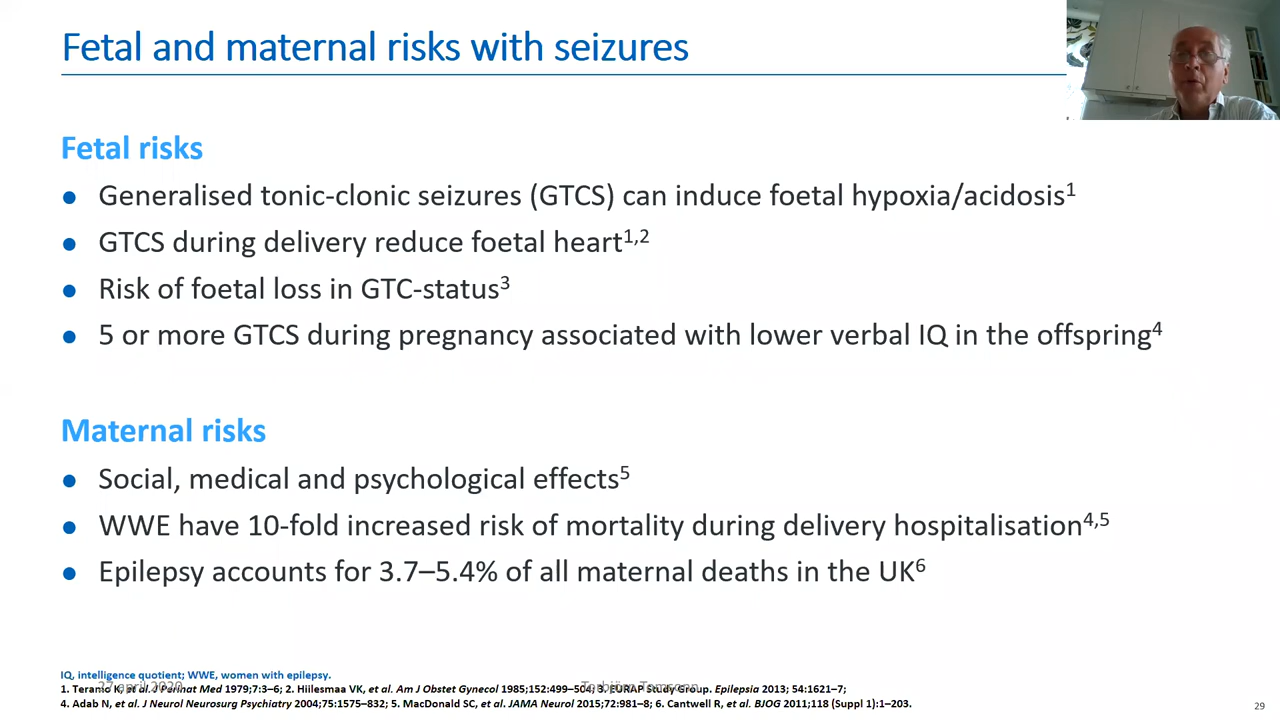 Fetal and maternal risks with seizures
Fetal risks
● Generalised tonic-clonic seizures (GTCS) can induce foetal hypoxia/acidosis1
● GTCS during delivery reduce foetal heart1,2
● Risk of foetal loss in GTC-status3
● 5 or more GTCS during pregnancy associated with lower verbal IQ in the offspring4
Maternal risks
● Social, medical and psychological effects5
● WWE have 10-fold increased risk of mortality during delivery hospitalisation4,5
● Epilepsy accounts for 3.7–5.4% of all maternal deaths in the UK6
IQ, intelligence quotient; WWE, women with epilepsy.
27 april 2020
Torbjörn Tomson
1. Teramo K, et al. J Perinat Med 1979;7:3–6; 2. Hiilesmaa VK, et al. Am J Obstet Gynecol 1985;152:499–504; 3. EURAP Study Group. Epilepsia 2013; 54:1621–7;
4. Adab N, et al. J Neurol Neurosurg Psychiatry 2004;75:1575–832; 5. MacDonald SC, et al. JAMA Neurol 2015;72:981–8; 6. Cantwell R, et al. BJOG 2011;118 (Suppl 1):1–203.
29